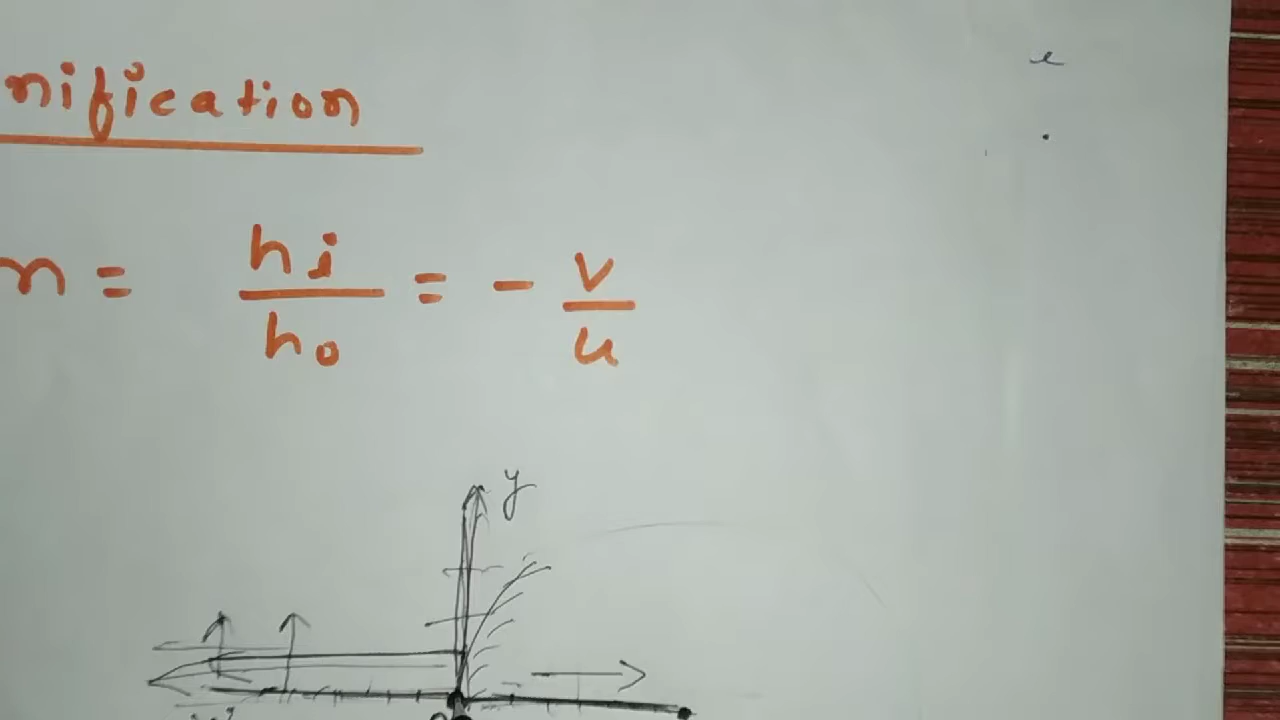 nification
m = hi/ho = - v/u
y